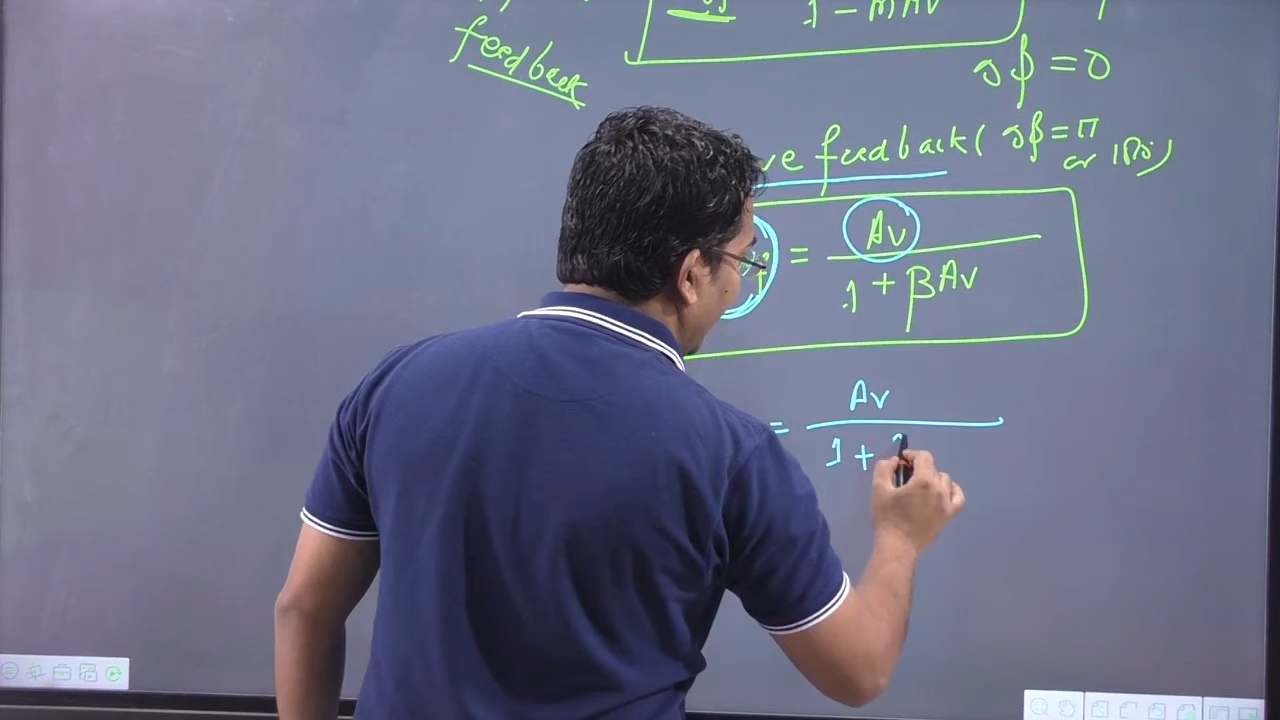 1 - βAv
feedback
∅β = 0
ve feedback ( ∅β = π
or 180°)
= Av
1 + βAv
= Av
1 +